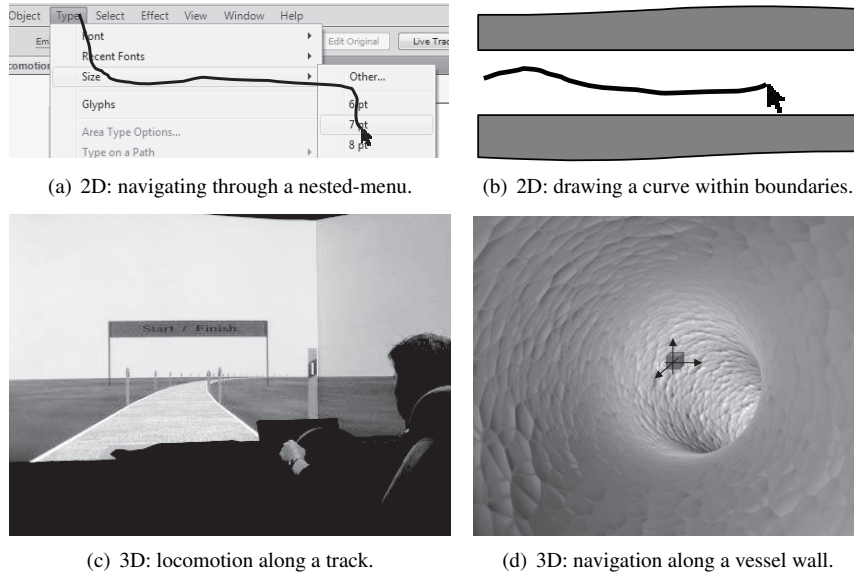 Object Type Select Effect View Window Help
Font
Edit Original
Recent Fonts
Size
Other...
Glyphs
6 pt
7 pt
Area Type Options...
8 pt
Type on a Path
(a) 2D: navigating through a nested-menu.
(b) 2D: drawing a curve within boundaries.
Start / Finish
1
(c) 3D: locomotion along a track.
(d) 3D: navigation along a vessel wall.